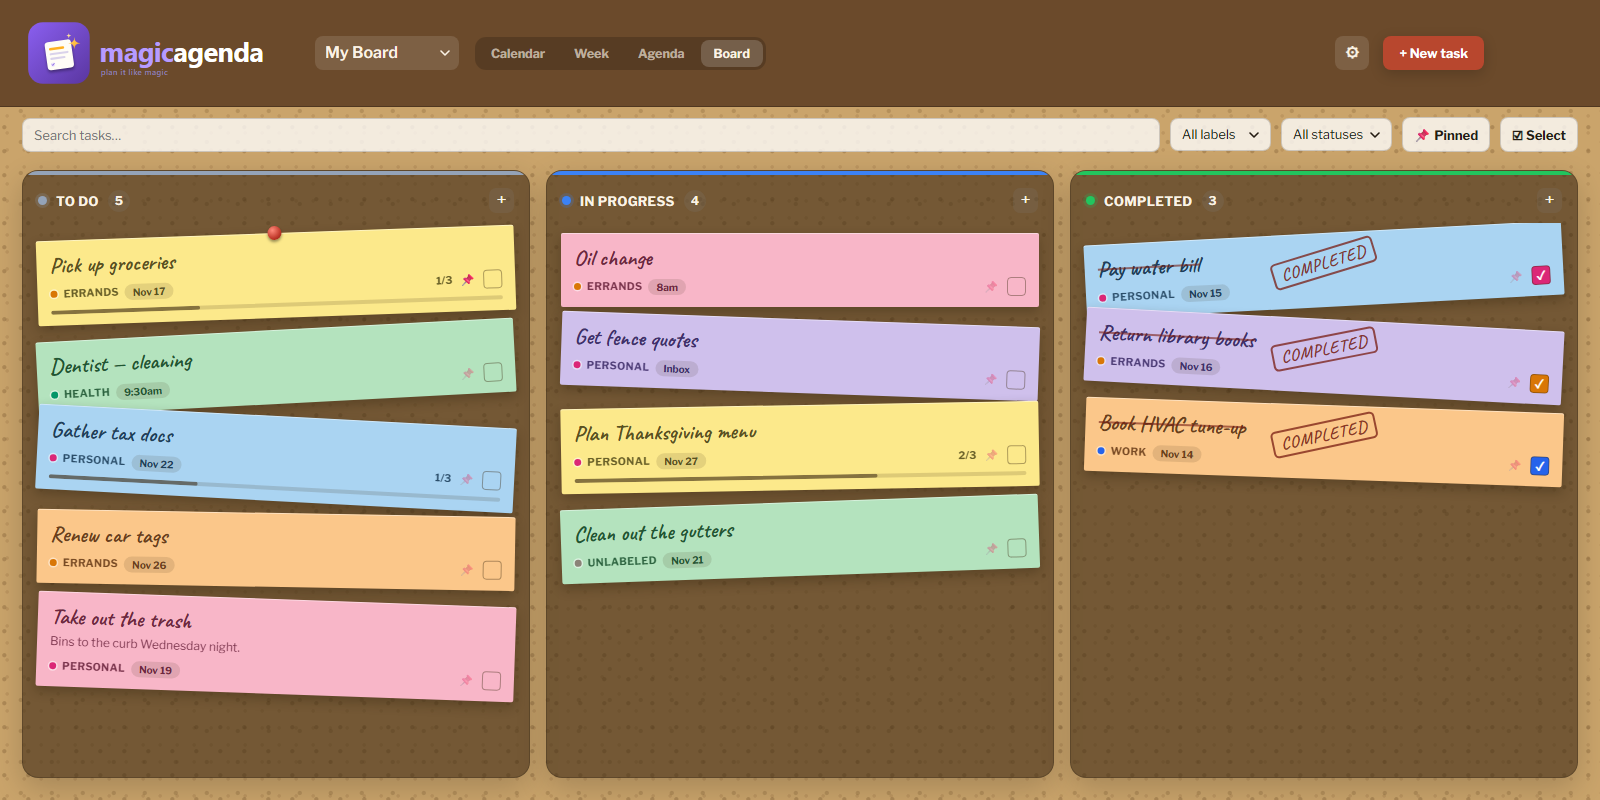 magicagenda
plan it like magic
My Board
Calendar Week Agenda Board
+ New task
Search tasks...
All labels
All statuses
Pinned
Select
TO DO 5 +
Pick up groceries
ERRANDS Nov 17 1/3
Dentist — cleaning
HEALTH 9:30am
Gather tax docs
PERSONAL Nov 22 1/3
Renew car tags
ERRANDS Nov 26
Take out the trash
Bins to the curb Wednesday night.
PERSONAL Nov 19
IN PROGRESS 4 +
Oil change
ERRANDS 8am
Get fence quotes
PERSONAL Inbox
Plan Thanksgiving menu
PERSONAL Nov 27 2/3
Clean out the gutters
UNLABELED Nov 21
COMPLETED 3 +
Pay water bill COMPLETED
PERSONAL Nov 15
Return library books COMPLETED
ERRANDS Nov 16
Book HVAC tune-up COMPLETED
WORK Nov 14